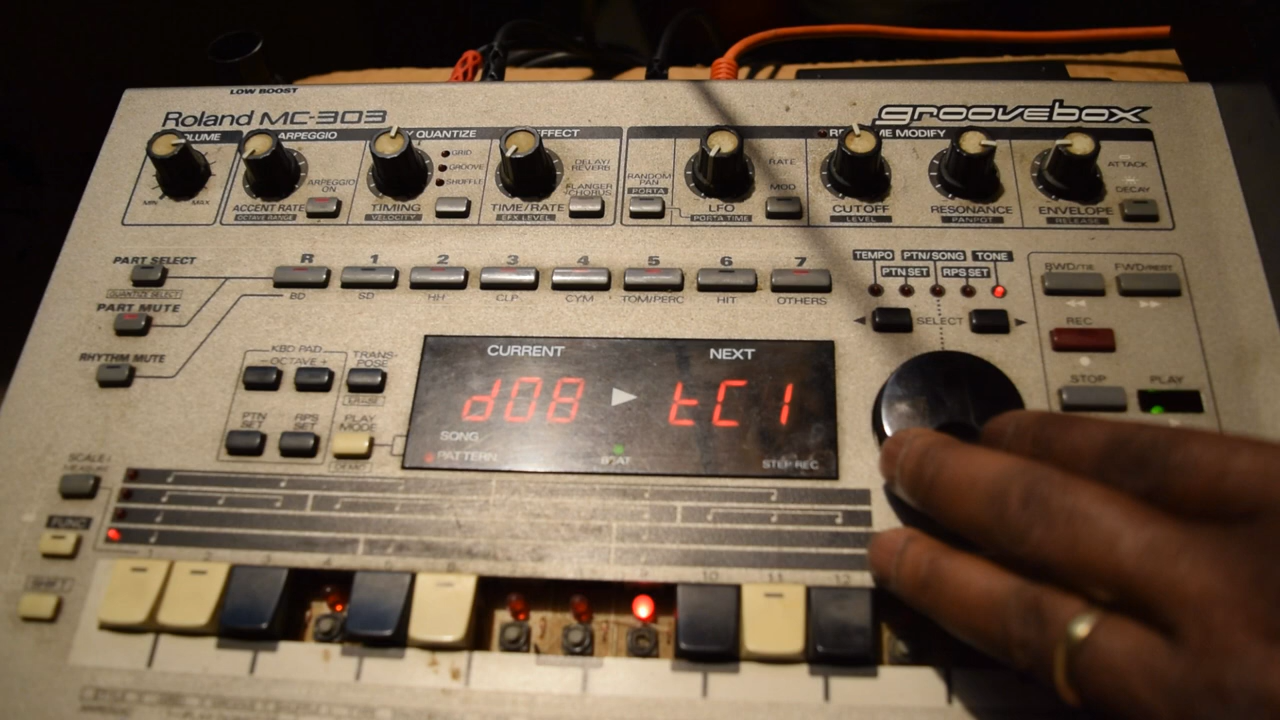 LOW BOOST
Roland MC-303
groovebox
ARPEGGIO
QUANTIZE
EFFECT
MODIFY
GRID
GROOVE
SHUFFLE
DELAY/
REVERB
RATE
ATTACK
ARPEGGIO
ON
FLANGER
/CHORUS
RANDOM
PAN
PORTA
MOD
DECAY
MIN
MAX
ACCENT RATE
OCTAVE RANGE
TIMING
VELOCITY
TIME/RATE
EFX LEVEL
LFO
PORTA TIME
CUTOFF
LEVEL
RESONANCE
PANPOT
ENVELOPE
RELEASE
PART SELECT
QUANTIZE SELECT
R 1 2 3 4 5 6 7
BD SD HH CLP CYM TOM/PERC HIT OTHERS
TEMPO PTN/SONG TONE
PTN SET RPS SET
SELECT
BWD/TIE FWD/REST
PART MUTE
REC
RHYTHM MUTE
KBD PAD
− OCTAVE +
TRANS-
POSE
STOP PLAY
PTN
SET
RPS
SET
PLAY
MODE
DEMO
CURRENT NEXT
d08 tC1
SONG
PATTERN
BEAT
STEP REC
MEASURE
FUNC
SHIFT
10 11 12